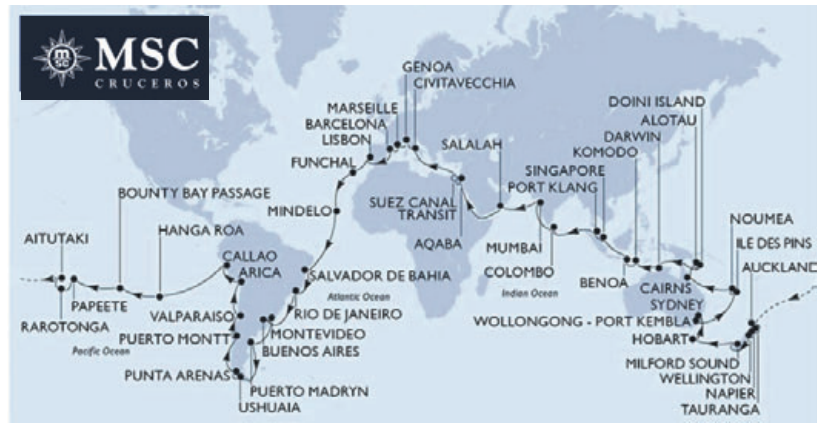 MSC
CRUCEROS
GENOA
CIVITAVECCHIA
MARSEILLE
BARCELONA
LISBON
FUNCHAL
MINDELO
SALALAH
SUEZ CANAL
TRANSIT
AQABA
MUMBAI
COLOMBO
SINGAPORE
PORT KLANG
DOINI ISLAND
ALOTAU
DARWIN
KOMODO
BENOA
NOUMEA
ILE DES PINS
AUCKLAND
CAIRNS
SYDNEY
WOLLONGONG - PORT KEMBLA
HOBART
MILFORD SOUND
WELLINGTON
NAPIER
TAURANGA
BOUNTY BAY PASSAGE
HANGA ROA
AITUTAKI
PAPEETE
RAROTONGA
Pacific Ocean
CALLAO
ARICA
VALPARAISO
PUERTO MONTT
PUNTA ARENAS
USHUAIA
PUERTO MADRYN
BUENOS AIRES
MONTEVIDEO
RIO DE JANEIRO
SALVADOR DE BAHIA
Atlantic Ocean
Indian Ocean